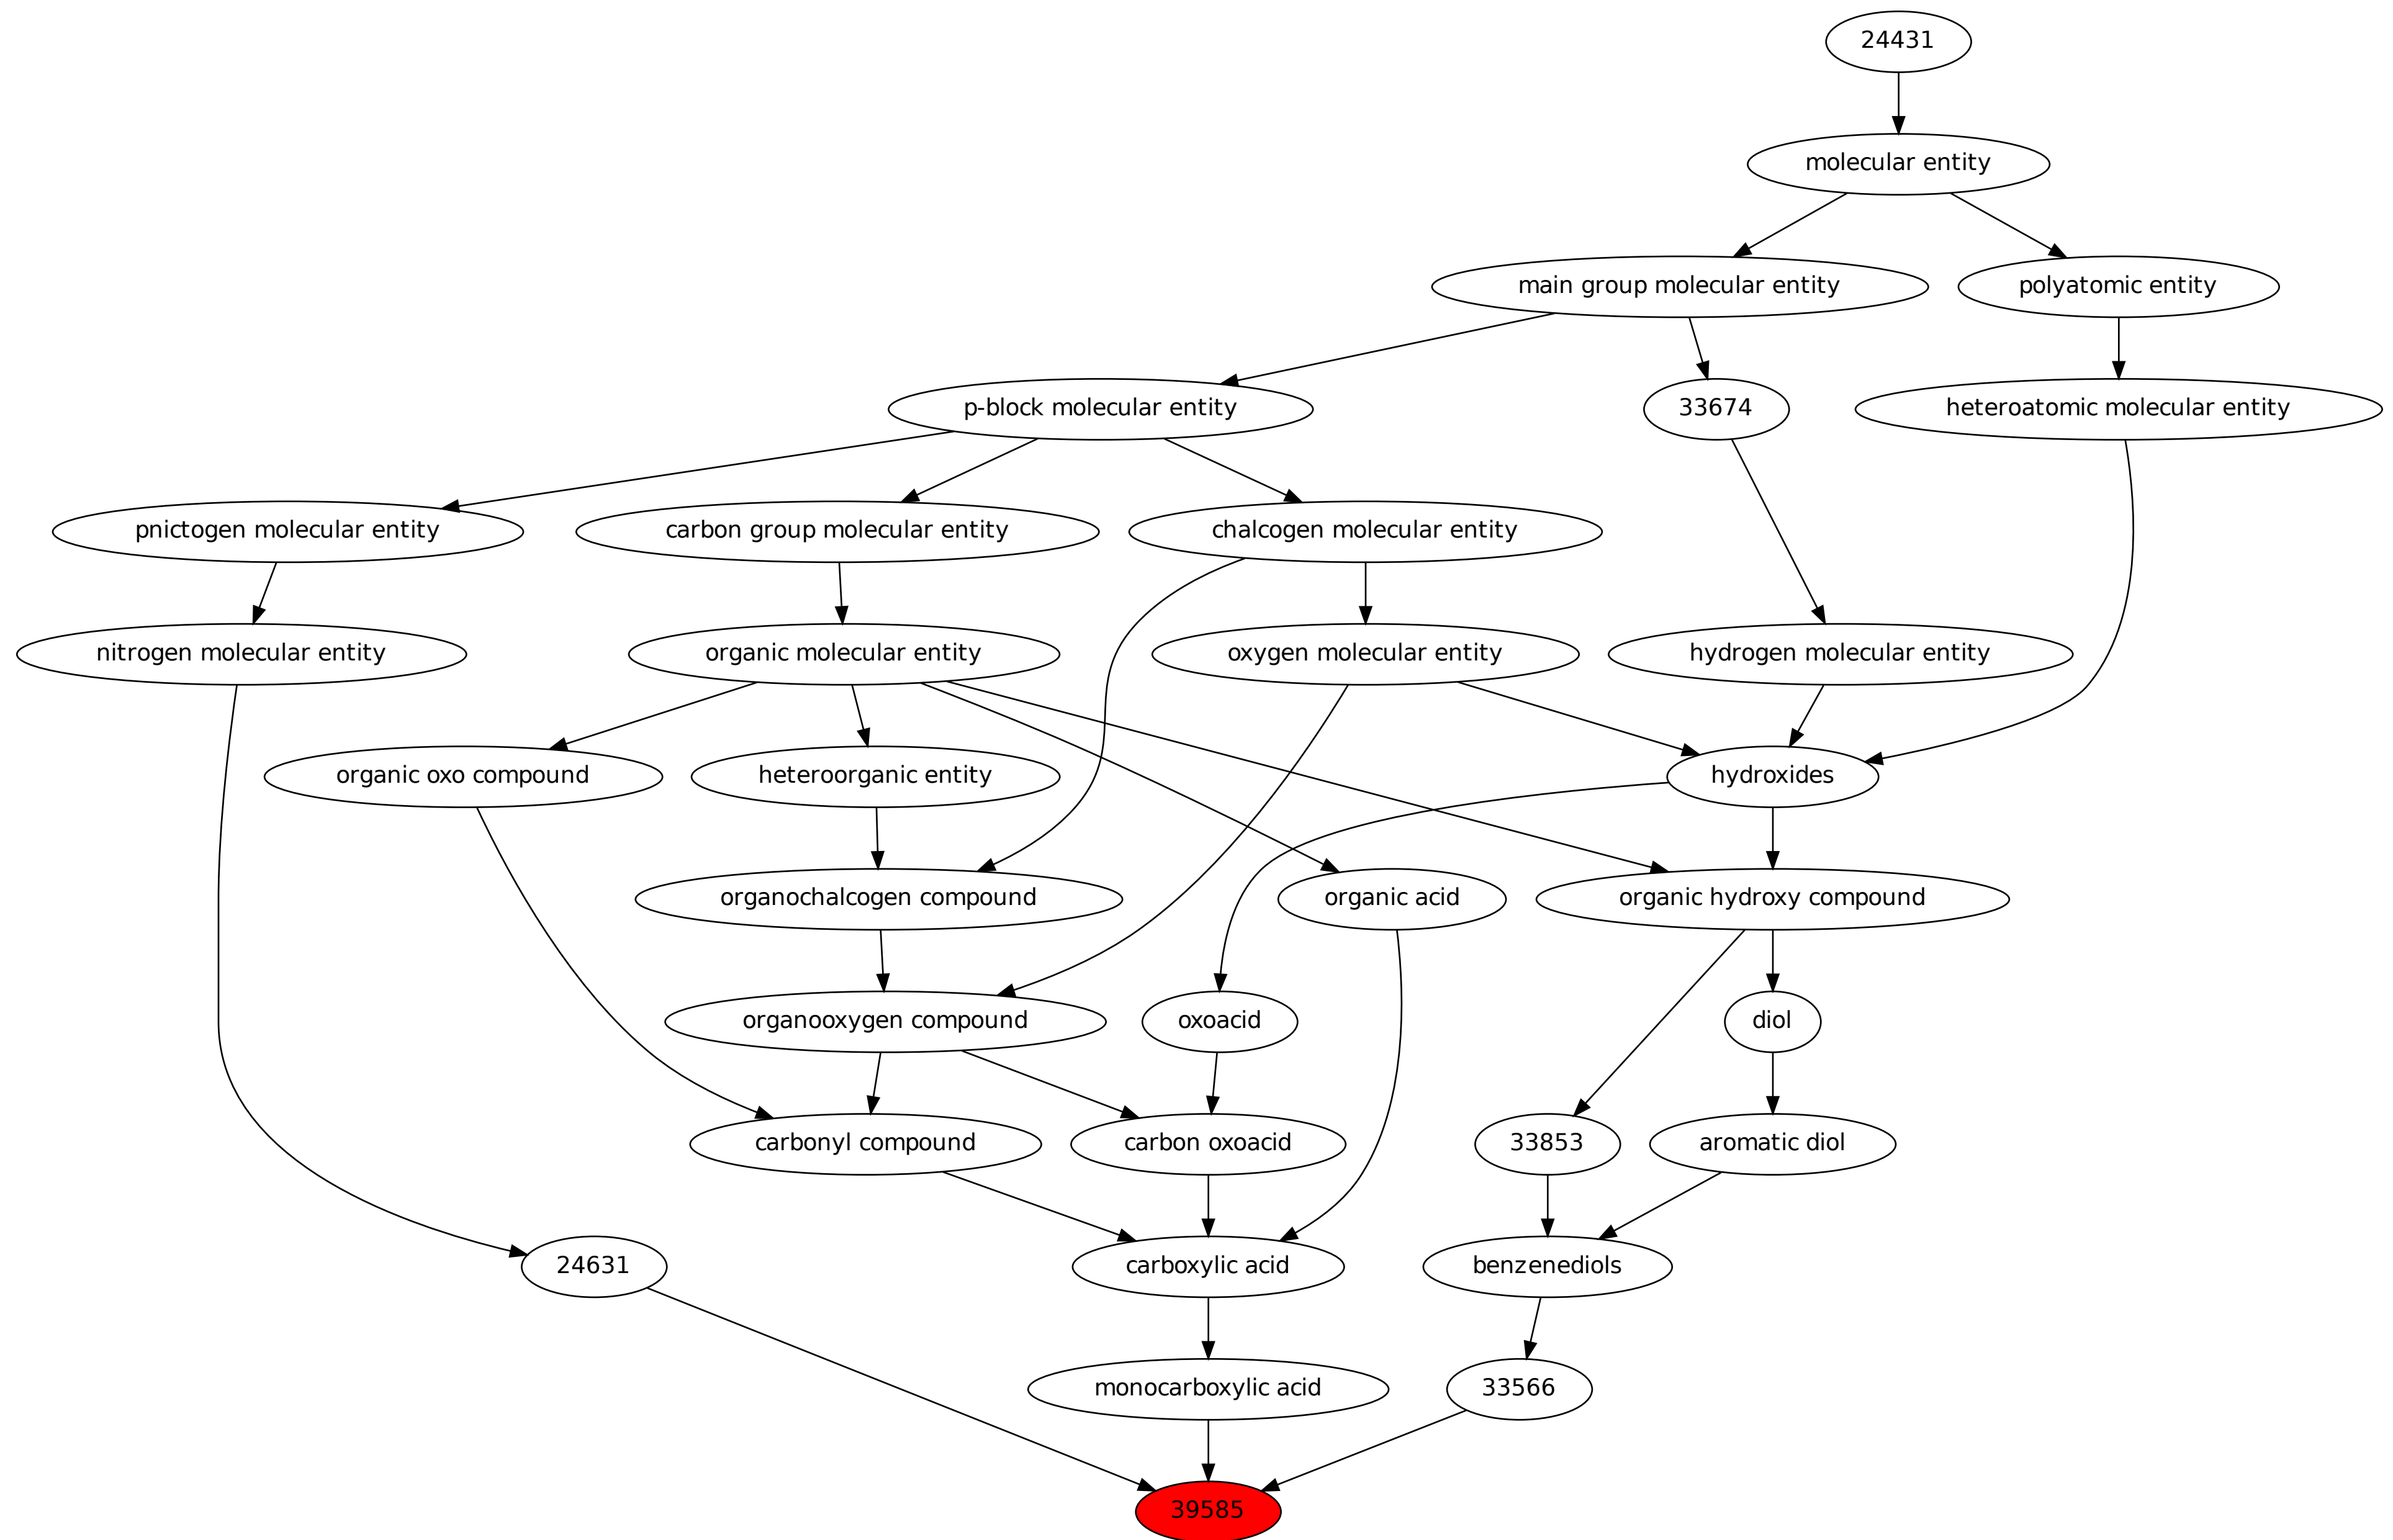 24431
molecular entity
main group molecular entity
polyatomic entity
p-block molecular entity
33674
heteroatomic molecular entity
pnictogen molecular entity
carbon group molecular entity
chalcogen molecular entity
nitrogen molecular entity
organic molecular entity
oxygen molecular entity
hydrogen molecular entity
organic oxo compound
heteroorganic entity
hydroxides
organochalcogen compound
organic acid
organic hydroxy compound
organooxygen compound
oxoacid
diol
carbonyl compound
carbon oxoacid
33853
aromatic diol
24631
carboxylic acid
benzenediols
monocarboxylic acid
33566
39585